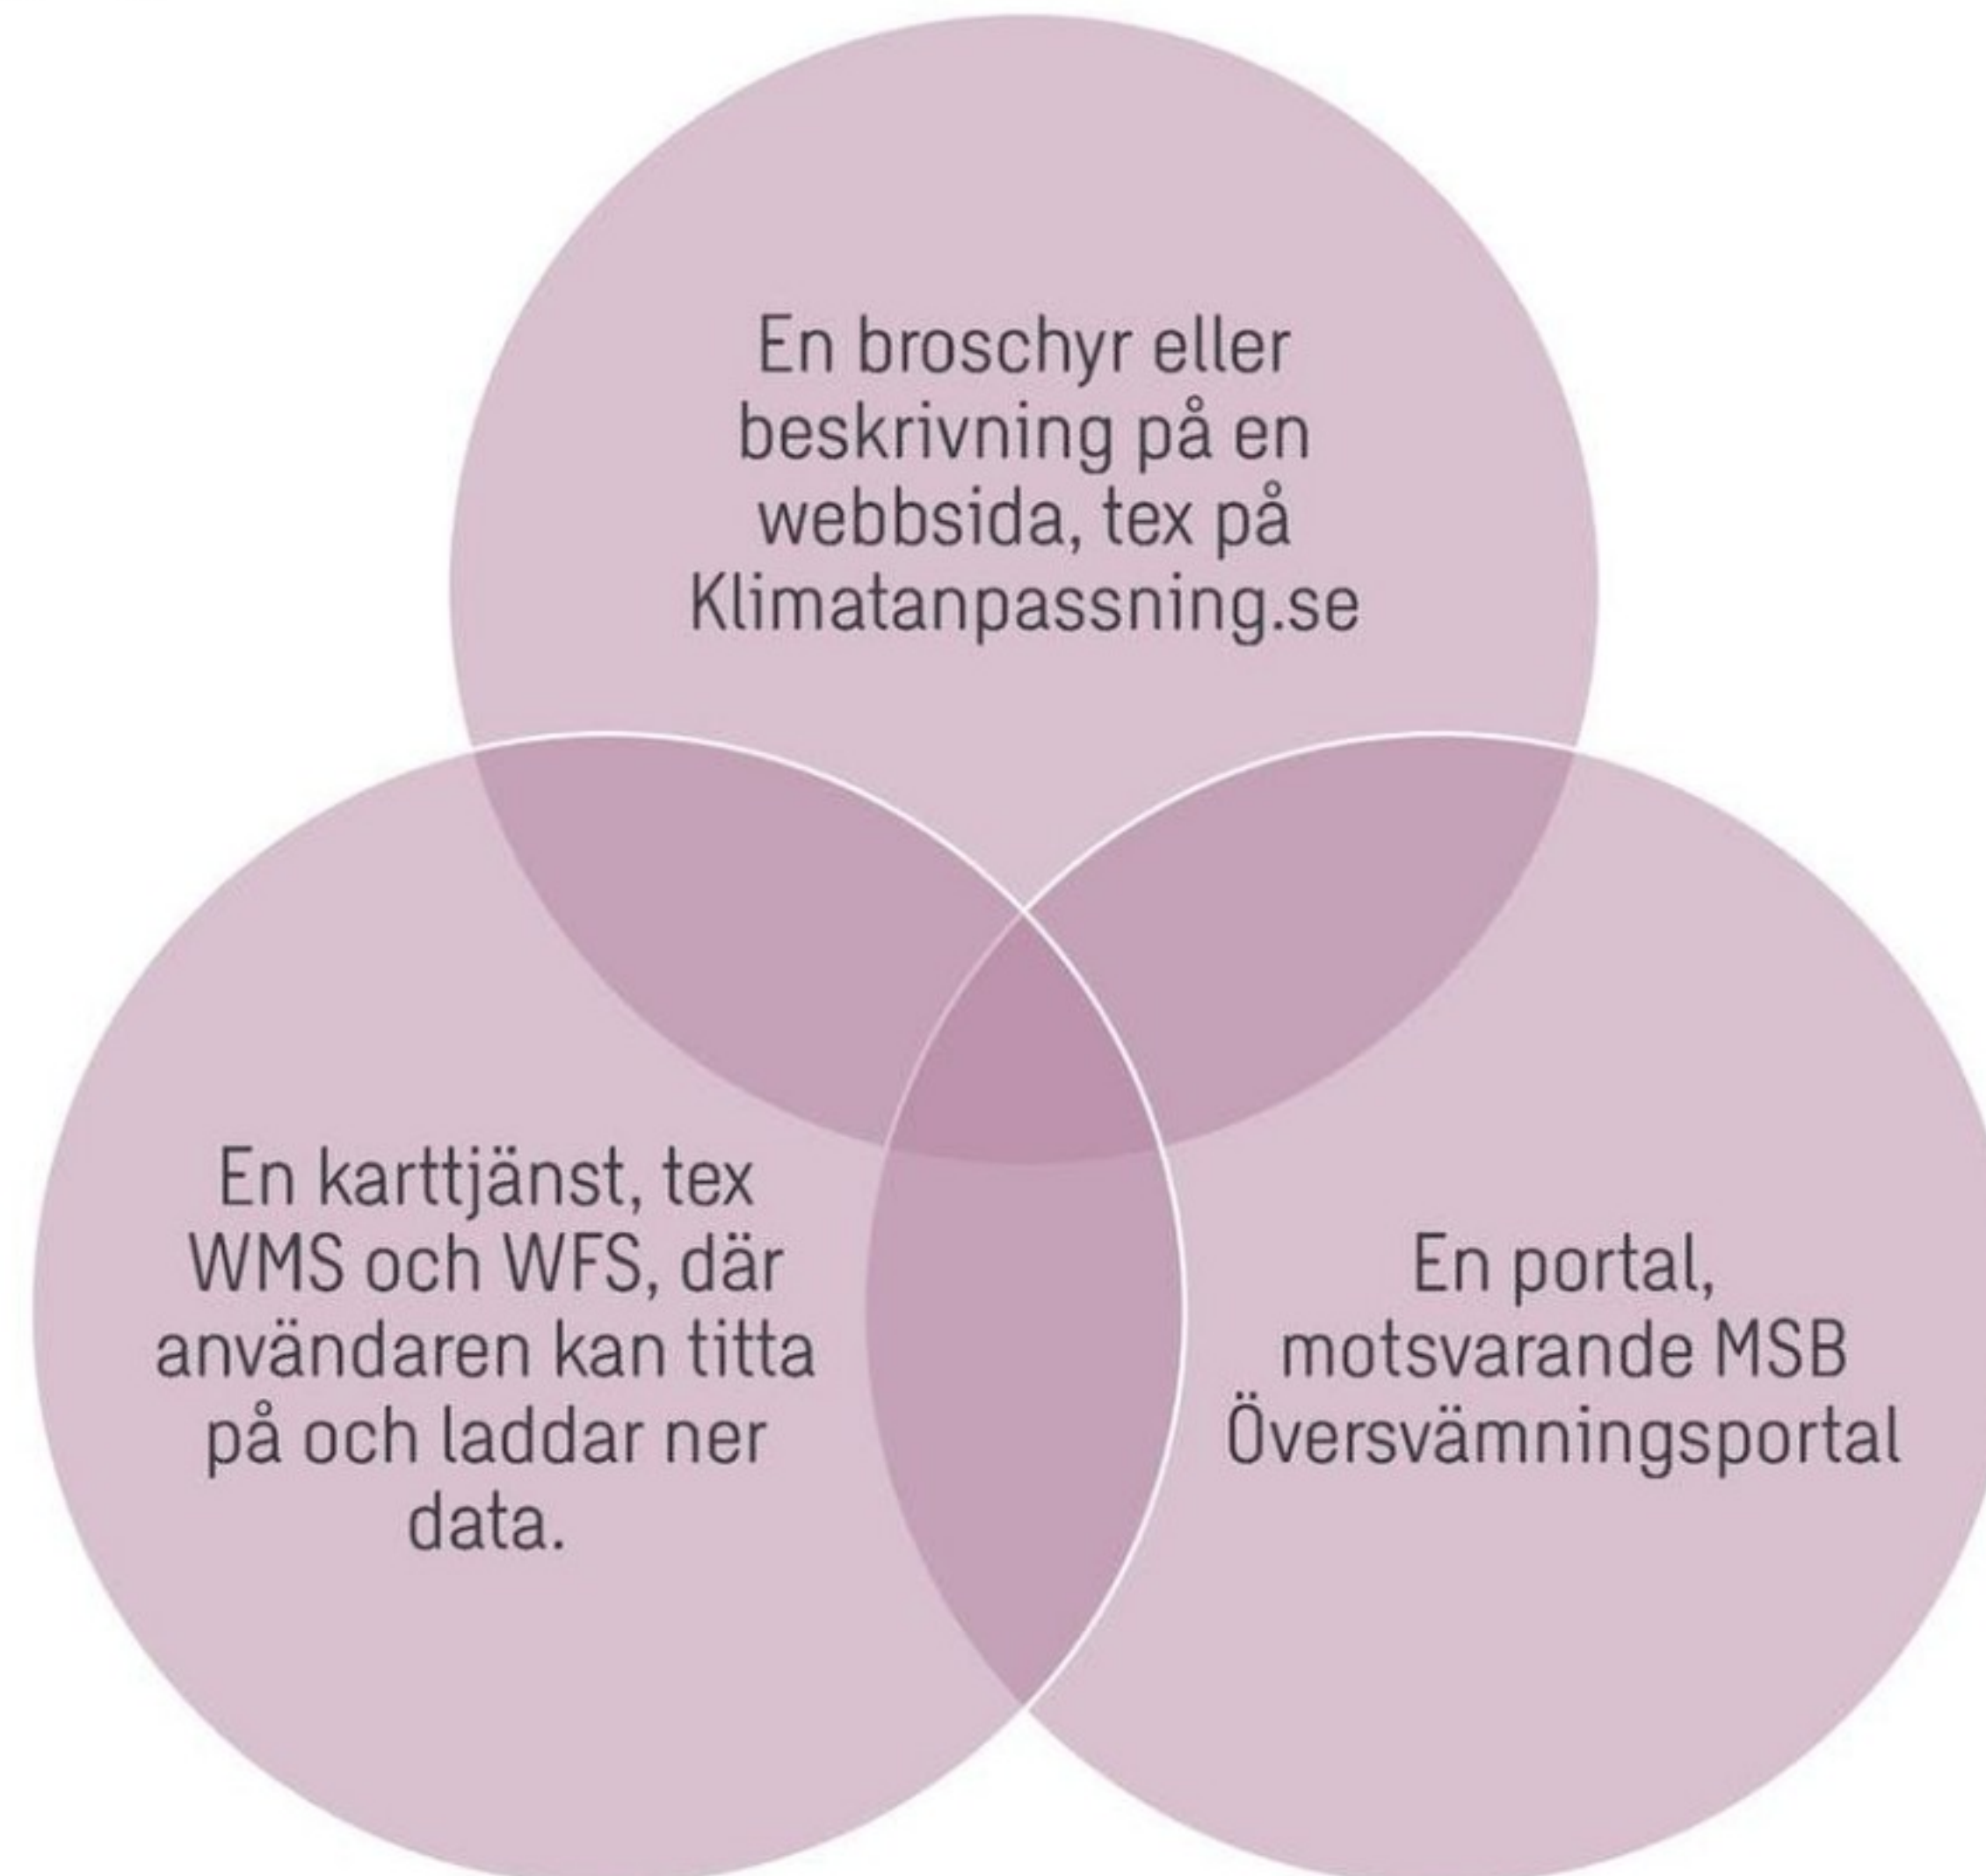 En broschyr eller
beskrivning på en
webbsida, tex på
Klimatanpassning.se
En karttjänst, tex
WMS och WFS, där
användaren kan titta
på och laddar ner
data.
En portal,
motsvarande MSB
Översvämningsportal